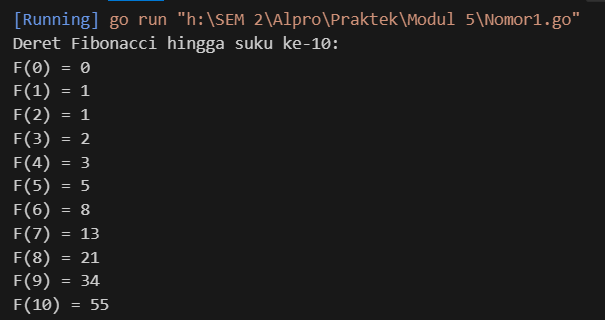 [Running] go run "h:\SEM 2\Alpro\Praktek\Modul 5\Nomor1.go"
Deret Fibonacci hingga suku ke-10:
F(0) = 0
F(1) = 1
F(2) = 1
F(3) = 2
F(4) = 3
F(5) = 5
F(6) = 8
F(7) = 13
F(8) = 21
F(9) = 34
F(10) = 55